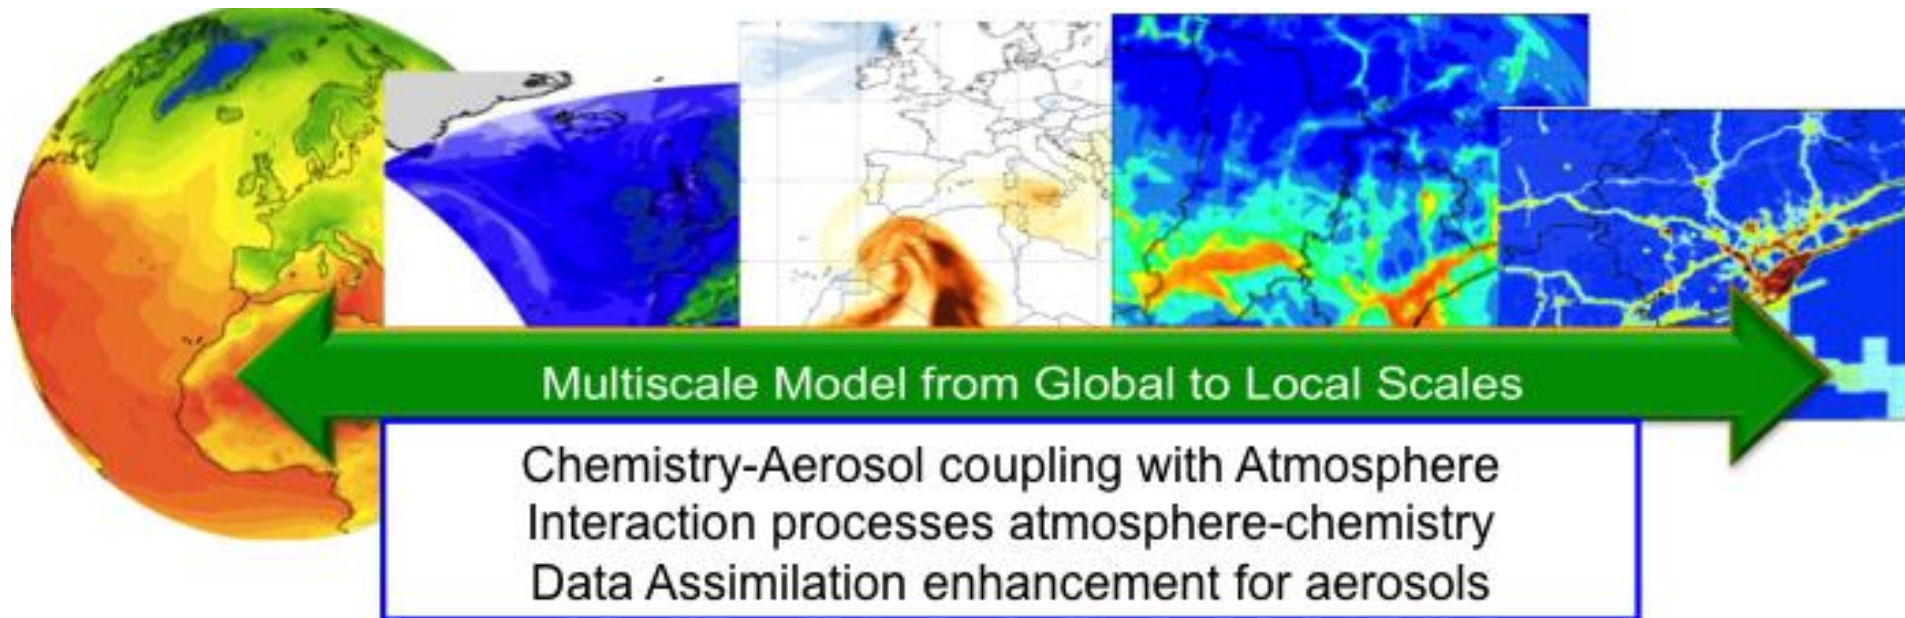 Multiscale Model from Global to Local Scales
Chemistry-Aerosol coupling with Atmosphere
Interaction processes atmosphere-chemistry
Data Assimilation enhancement for aerosols